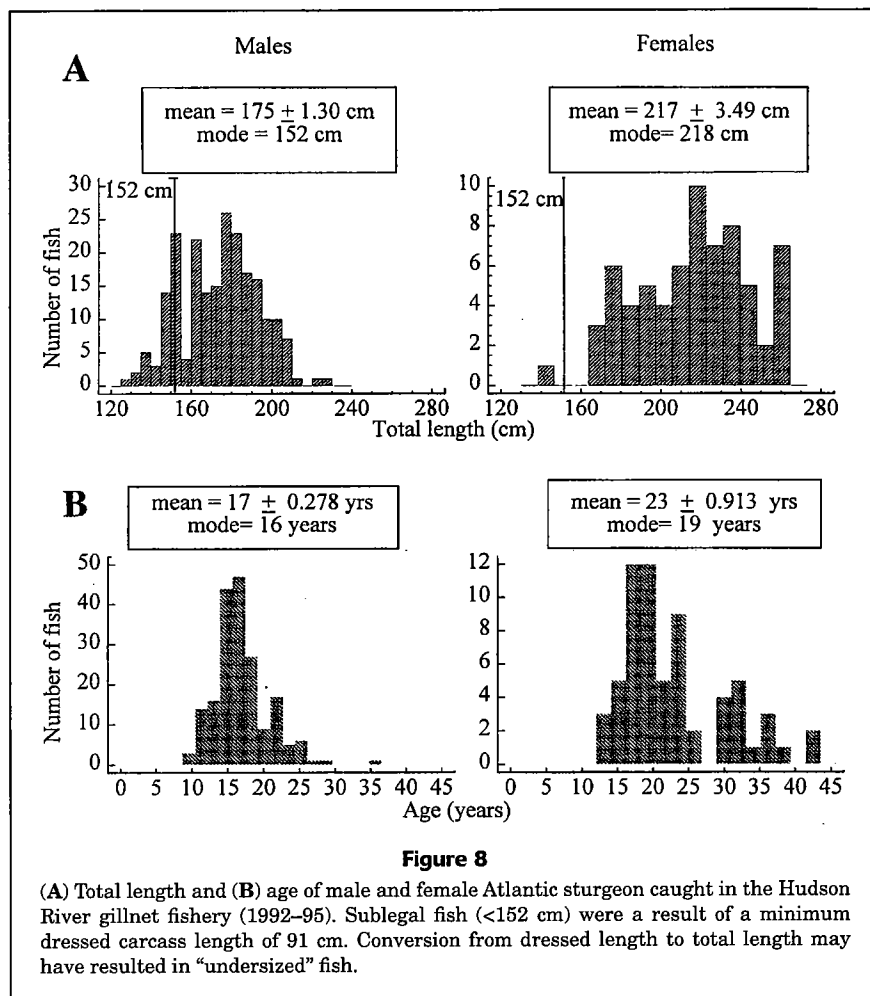 Males Females
A
mean = 175 ± 1.30 cm
mode = 152 cm
mean = 217 ± 3.49 cm
mode= 218 cm
Number of fish
30
25
20
15
10
5
0
152 cm
120 160 200 240 280
10
8
6
4
2
0
152 cm
120 160 200 240 280
Total length (cm)
B
mean = 17 ± 0.278 yrs
mode= 16 years
mean = 23 ± 0.913 yrs
mode= 19 years
Number of fish
50
40
30
20
10
0
0 5 10 15 20 25 30 35 40 45
12
10
8
6
4
2
0
0 5 10 15 20 25 30 35 40 45
Age (years)
Figure 8
(A) Total length and (B) age of male and female Atlantic sturgeon caught in the Hudson
River gillnet fishery (1992–95). Sublegal fish (<152 cm) were a result of a minimum
dressed carcass length of 91 cm. Conversion from dressed length to total length may
have resulted in “undersized” fish.